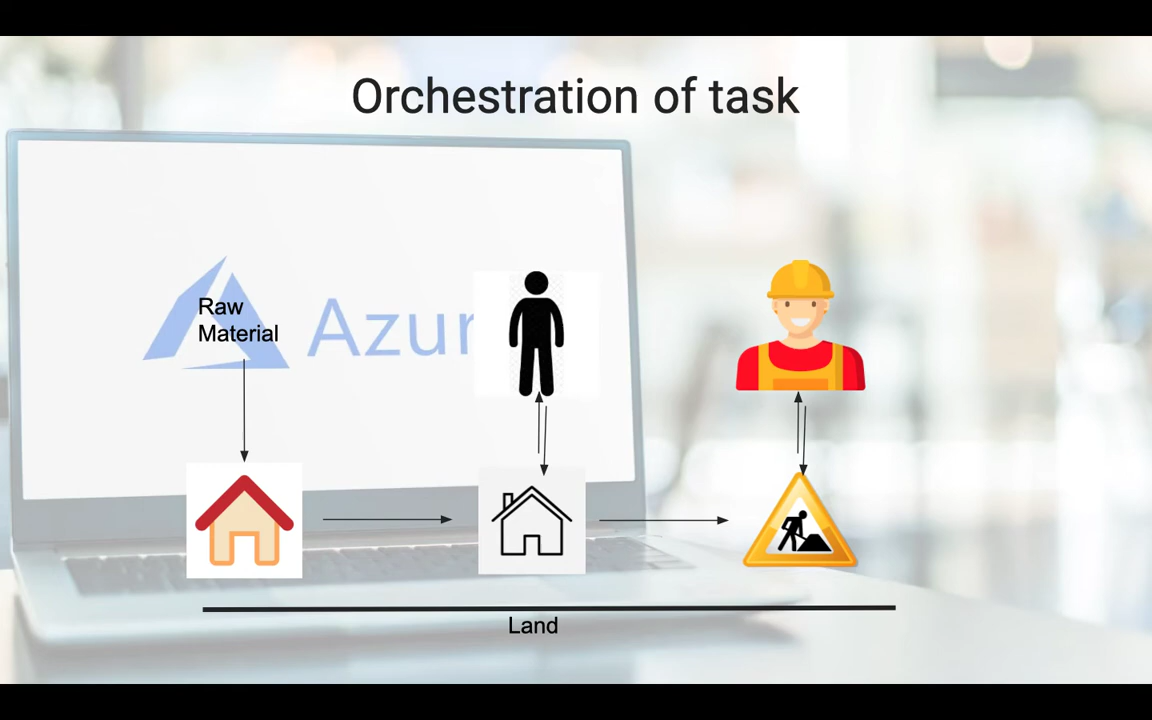 Orchestration of task
Raw
Material
Azur
Land